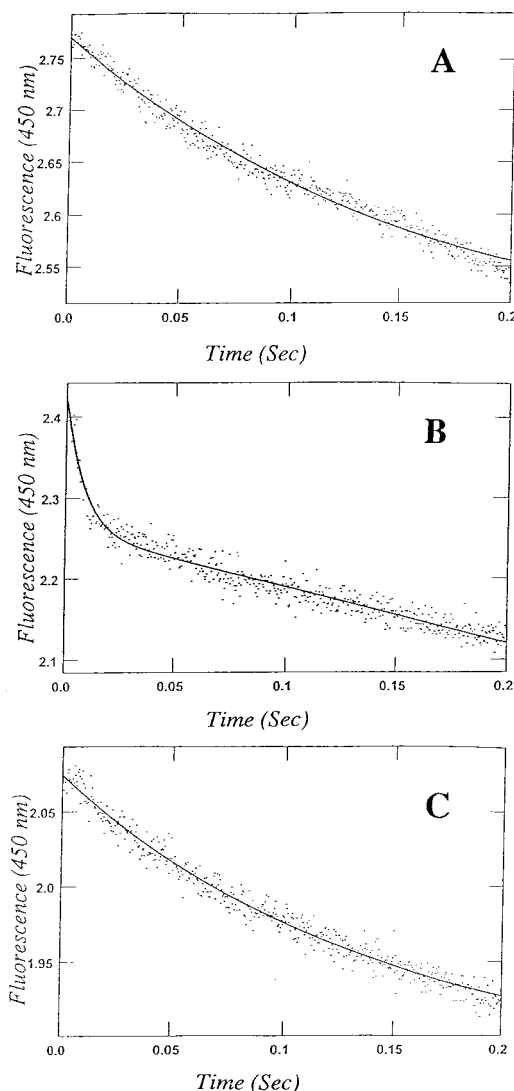 A
Fluorescence (450 nm)
2.75
2.7
2.65
2.6
2.55
0.0 0.05 0.1 0.15 0.2
Time (Sec)
B
Fluorescence (450 nm)
2.4
2.3
2.2
2.1
0.0 0.05 0.1 0.15 0.2
Time (Sec)
C
Fluorescence (450 nm)
2.05
2.0
1.95
0.0 0.05 0.1 0.15 0.2
Time (Sec)